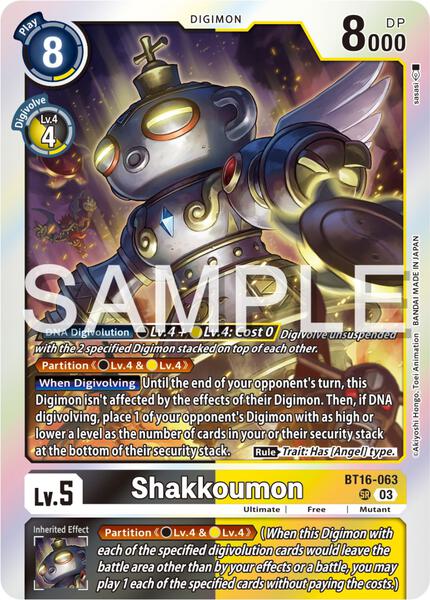 DIGIMON
Play
8
DP
8000
Digivolve
Lv.4
4
sasasi
SAMPLE
DNA Digivolution Lv.4 + Lv.4: Cost 0 Digivolve unsuspended
with the 2 specified Digimon stacked on top of each other.
Partition (Lv.4 & Lv.4)
When Digivolving Until the end of your opponent's turn, this
Digimon isn't affected by the effects of their Digimon. Then, if DNA
digivolving, place 1 of your opponent's Digimon with as high or
lower a level as the number of cards in your or their security stack
at the bottom of their security stack.
Rule Trait: Has [Angel] type.
©Akiyoshi Hongo, Toei Animation BANDAI MADE IN JAPAN
Lv.5
Shakkoumon
BT16-063
SR 03
Ultimate | Free | Mutant
Inherited Effect
Partition (Lv.4 & Lv.4) (When this Digimon with
each of the specified digivolution cards would leave the
battle area other than by your effects or a battle, you may
play 1 each of the specified cards without paying the costs.)